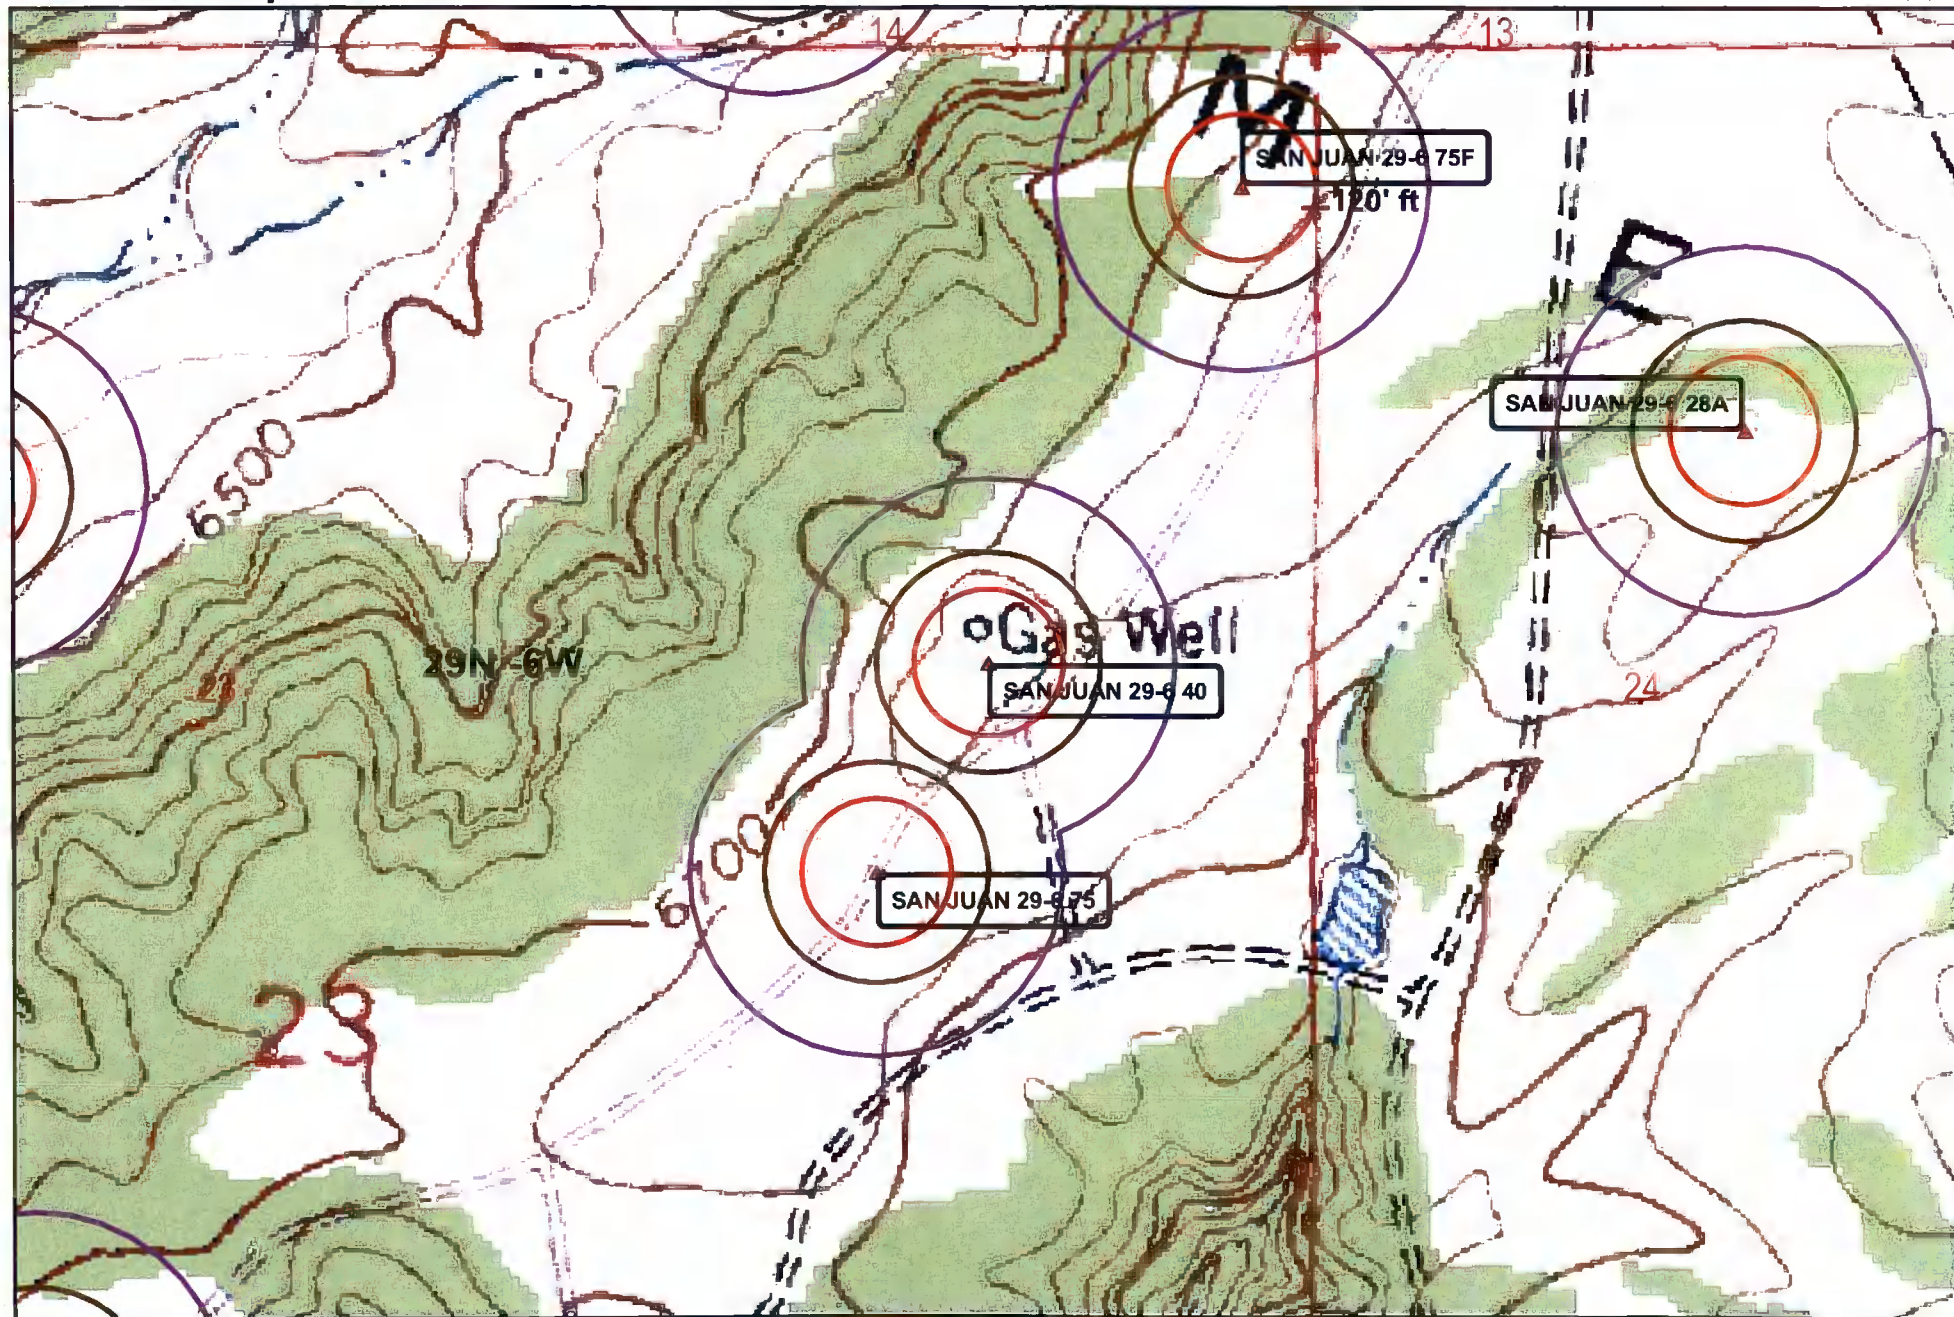 14
13
SAN JUAN 29-6 75F
120' ft
SAN JUAN 29-6 28A
6500
Gas Well
29N -6W
24
SAN JUAN 29-6 40
SAN JUAN 29-6 75
23